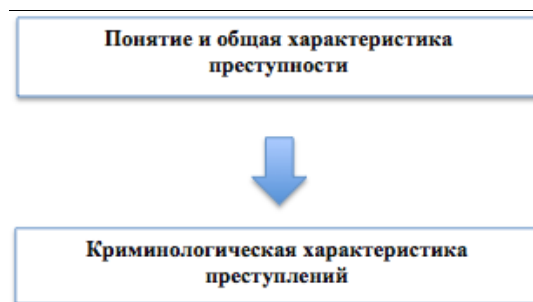 Понятие и общая характеристика
преступности
Криминологическая характеристика
преступлений